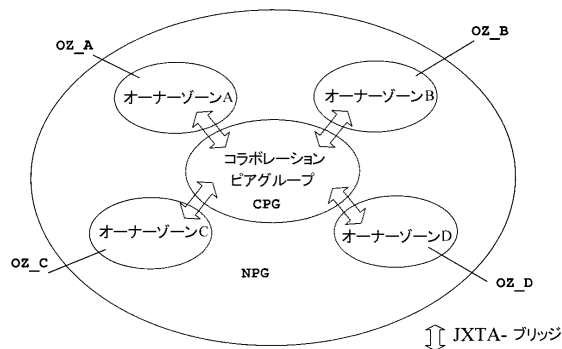 OZ_A
OZ_B
オーナーゾーンA
オーナーゾーンB
コラボレーション
ピアグループ
CPG
オーナーゾーンC
オーナーゾーンD
OZ_C
NPG
OZ_D
JXTA- ブリッジ